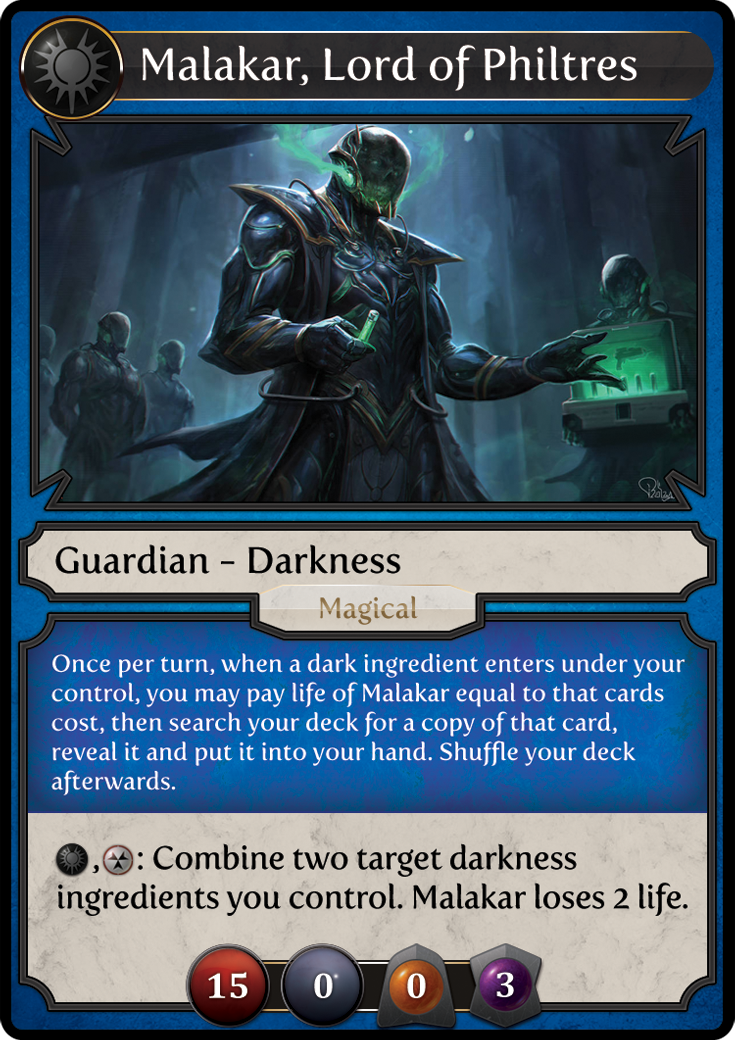 Malakar, Lord of Philtres
Guardian – Darkness
Magical
Once per turn, when a dark ingredient enters under your
control, you may pay life of Malakar equal to that cards
cost, then search your deck for a copy of that card,
reveal it and put it into your hand. Shuffle your deck
afterwards.
, : Combine two target darkness
ingredients you control. Malakar loses 2 life.
15 0* 0 3